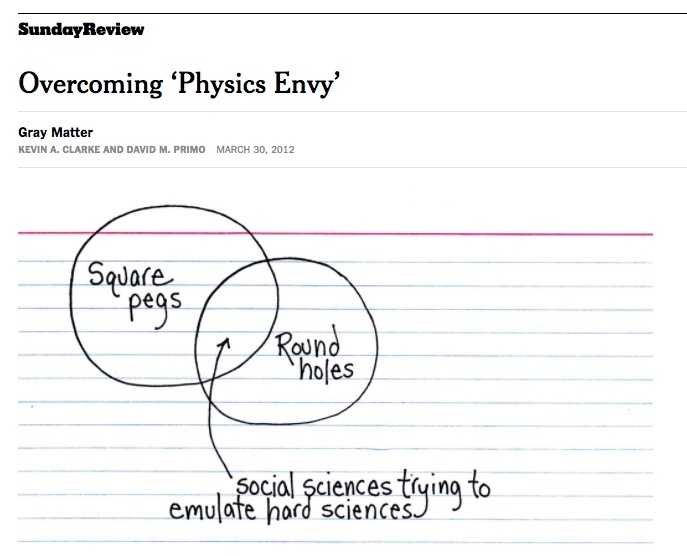 SundayReview
Overcoming ‘Physics Envy’
Gray Matter
KEVIN A. CLARKE AND DAVID M. PRIMO MARCH 30, 2012
Square
pegs
Round
holes
social sciences trying to
emulate hard sciences